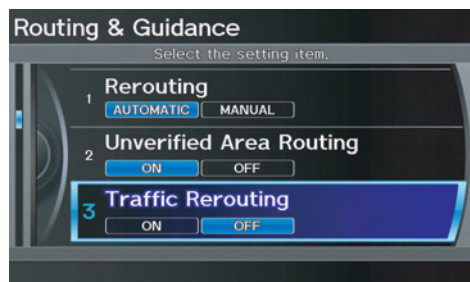 Routing & Guidance
Select the setting item.
1 Rerouting
AUTOMATIC MANUAL
2 Unverified Area Routing
ON OFF
3 Traffic Rerouting
ON OFF